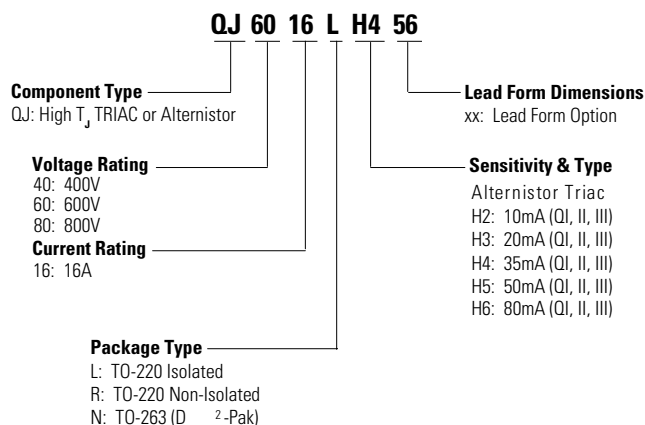 QJ 60 16 L H4 56
Component Type
QJ: High TJ TRIAC or Alternistor
Voltage Rating
40: 400V
60: 600V
80: 800V
Current Rating
16: 16A
Package Type
L: TO-220 Isolated
R: TO-220 Non-Isolated
N: TO-263 (D 2 -Pak)
Lead Form Dimensions
xx: Lead Form Option
Sensitivity & Type
Alternistor Triac
H2: 10mA (QI, II, III)
H3: 20mA (QI, II, III)
H4: 35mA (QI, II, III)
H5: 50mA (QI, II, III)
H6: 80mA (QI, II, III)